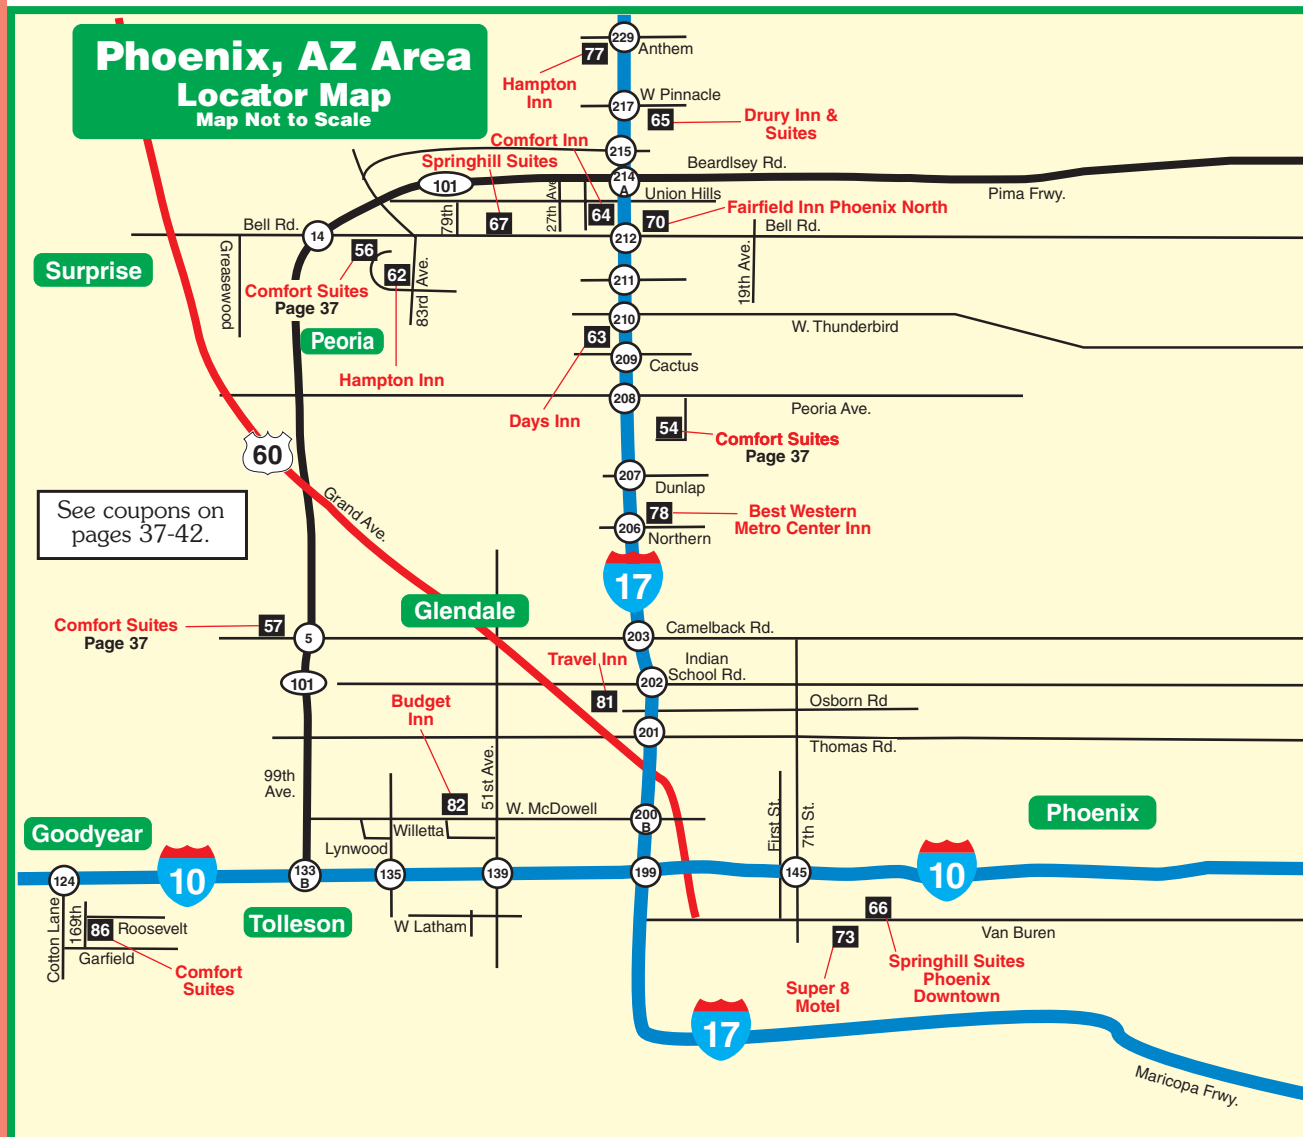 Phoenix, AZ Area
Locator Map
Map Not to Scale
229
Anthem
77
Hampton
Inn
217
W Pinnacle
65
Drury Inn &
Suites
Comfort Inn
215
Springhill Suites
Beardlsey Rd.
101
214
A
Union Hills
Pima Frwy.
79th
67
27th Ave
64
70
Fairfield Inn Phoenix North
Bell Rd.
14
212
Bell Rd.
Surprise
Greasewood
56
62
83rd Ave.
Comfort Suites
Page 37
211
19th Ave.
210
W. Thunderbird
Peoria
63
209
Cactus
Hampton Inn
208
Peoria Ave.
Days Inn
54
Comfort Suites
Page 37
60
Grand Ave.
207
Dunlap
See coupons on
pages 37-42.
78
Best Western
Metro Center Inn
206
Northern
17
Glendale
Comfort Suites
Page 37
57
5
203
Camelback Rd.
Travel Inn
Indian
School Rd.
101
202
81
Osborn Rd
Budget
Inn
201
Thomas Rd.
99th
Ave.
51st Ave.
82
W. McDowell
First St.
7th St.
Phoenix
Goodyear
Willetta
200
B
Lynwood
124
10
133
B
135
139
199
145
10
Cotton Lane
169th
86
Roosevelt
Garfield
Comfort
Suites
Tolleson
W Latham
66
73
Van Buren
Springhill Suites
Phoenix
Downtown
Super 8
Motel
17
Maricopa Frwy.